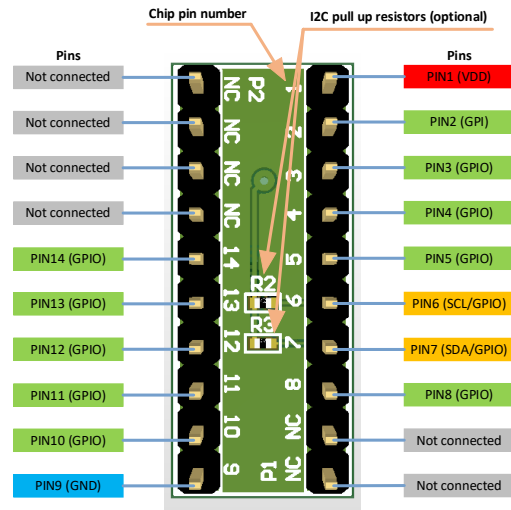 Chip pin number
I2C pull up resistors (optional)
Pins
Pins
Not connected
Not connected
Not connected
Not connected
PIN14 (GPIO)
PIN13 (GPIO)
PIN12 (GPIO)
PIN11 (GPIO)
PIN10 (GPIO)
PIN9 (GND)
NC
NC
NC
NC
14
13
12
11
10
9
P2
R2
R3
P1
1
2
3
4
5
6
7
8
NC
NC
PIN1 (VDD)
PIN2 (GPI)
PIN3 (GPIO)
PIN4 (GPIO)
PIN5 (GPIO)
PIN6 (SCL/GPIO)
PIN7 (SDA/GPIO)
PIN8 (GPIO)
Not connected
Not connected